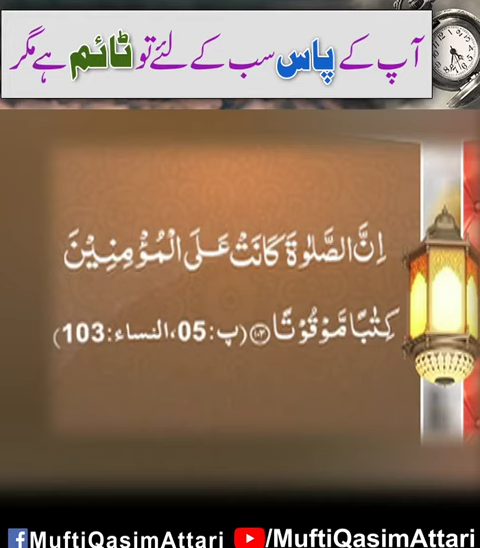 آپ کے پاس سب کے لئے تو ٹائم ہے مگر
اِنَّ الصَّلٰوةَ كَانَتْ عَلَى الْمُؤْمِنِيْنَ
كِتٰبًا مَّوْقُوْتًا ﴿۱۰۳﴾ (پ:05، النساء:103)
MuftiQasimAttari /MuftiQasimAttari